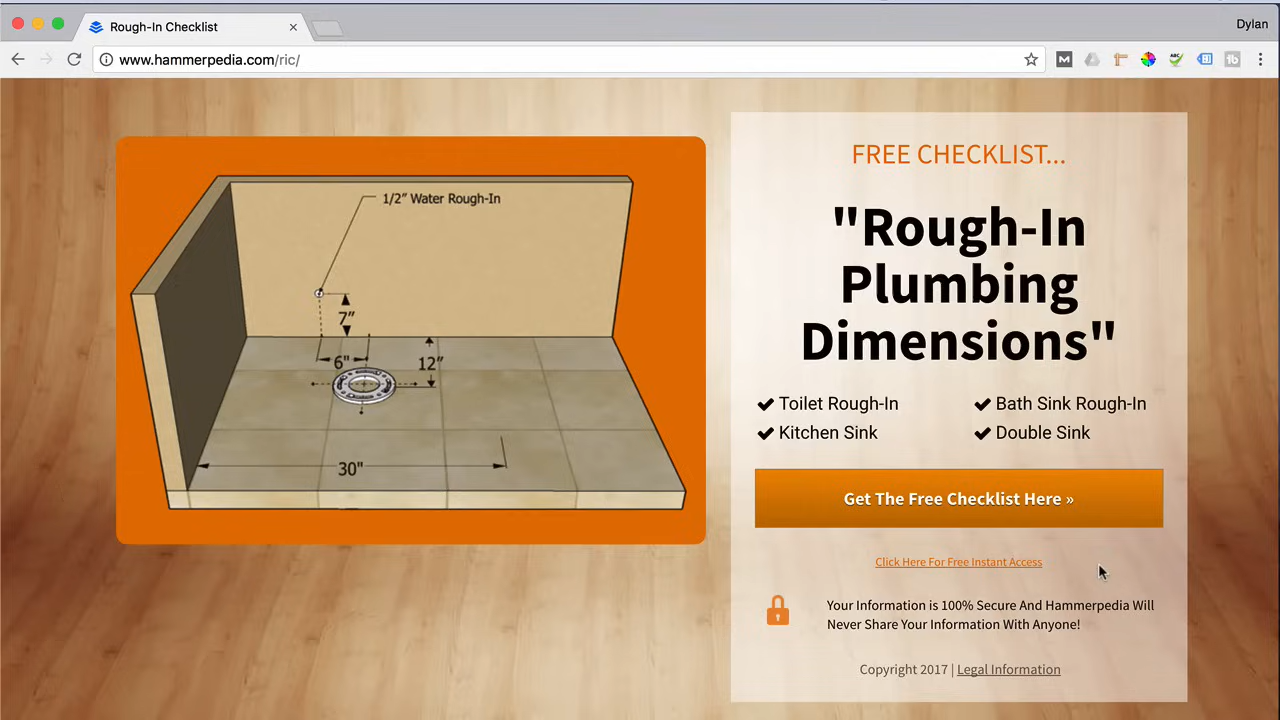 Rough-In Checklist
Dylan
www.hammerpedia.com/ric/
1/2” Water Rough-In
7”
6"
12”
30"
FREE CHECKLIST...
"Rough-In
Plumbing
Dimensions"
Toilet Rough-In
Bath Sink Rough-In
Kitchen Sink
Double Sink
Get The Free Checklist Here »
Click Here For Free Instant Access
Your Information is 100% Secure And Hammerpedia Will
Never Share Your Information With Anyone!
Copyright 2017 | Legal Information